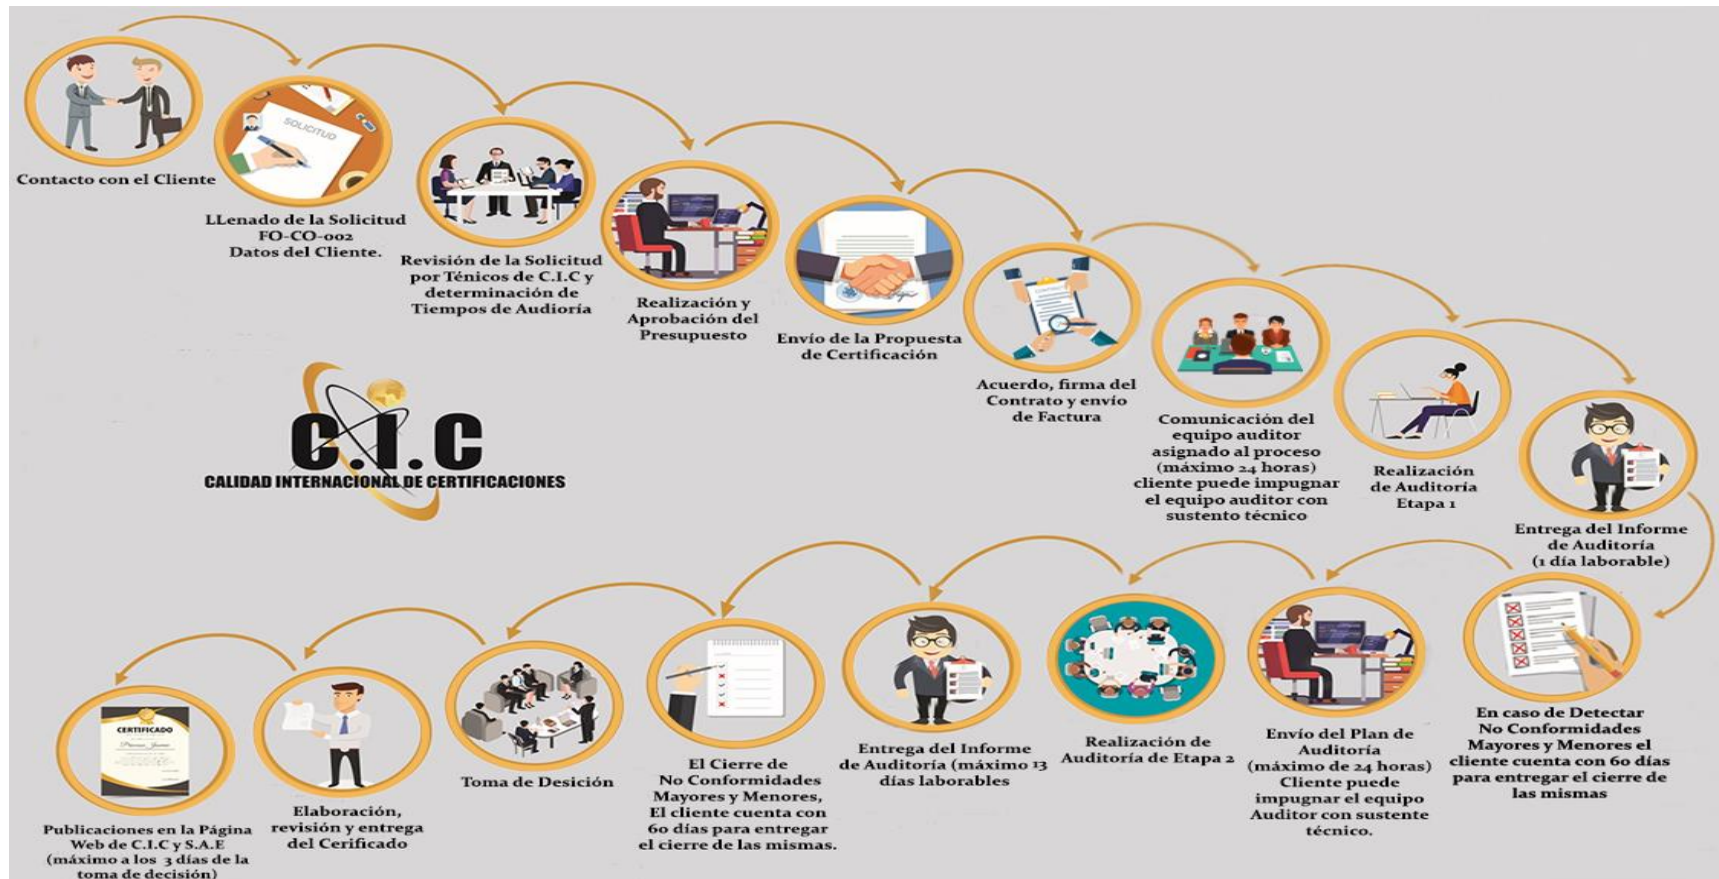 Contacto con el Cliente
SOLICITUD
LLenado de la Solicitud
FO-CO-002
Datos del Cliente.
Revisión de la Solicitud
por Ténicos de C.I.C y
determinación de
Tiempos de Audioría
Realización y
Aprobación del
Presupuesto
Envío de la Propuesta
de Certificación
Acuerdo, firma del
Contrato y envío
de Factura
Comunicación del
equipo auditor
asignado al proceso
(máximo 24 horas)
cliente puede impugnar
el equipo auditor con
sustento técnico
Realización
de Auditoría
Etapa 1
Entrega del Informe
de Auditoría
(1 día laborable)
C.I.C
CALIDAD INTERNACIONAL DE CERTIFICACIONES
En caso de Detectar
No Conformidades
Mayores y Menores el
cliente cuenta con 60 días
para entregar el cierre de
las mismas
Envío del Plan de
Auditoría
(máximo de 24 horas)
Cliente puede
impugnar el equipo
Auditor con sustente
técnico.
Realización de
Auditoría de Etapa 2
Entrega del Informe
de Auditoría (máximo 13
días laborables
El Cierre de
No Conformidades
Mayores y Menores,
El cliente cuenta con
60 días para entregar
el cierre de las mismas.
Toma de Desición
Elaboración,
revisión y entrega
del Cerificado
CERTIFICADO
Publicaciones en la Página
Web de C.I.C y S.A.E
(máximo a los 3 días de la
toma de decisión)